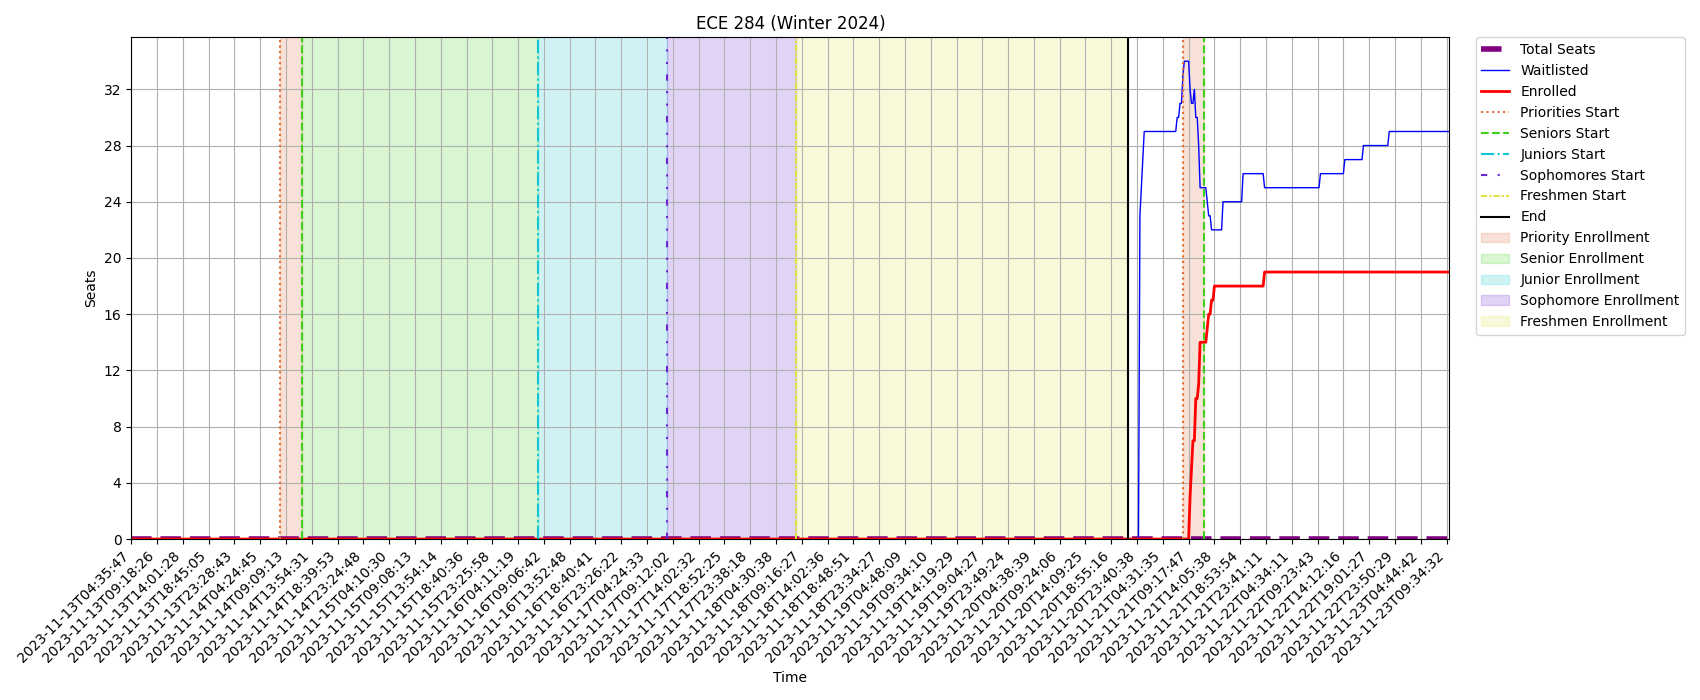 ECE 284 (Winter 2024)
Seats
32
28
24
20
16
12
8
4
0
2023-11-13T04:35:47
2023-11-13T09:18:26
2023-11-13T14:01:28
2023-11-13T18:45:05
2023-11-13T23:28:43
2023-11-14T04:24:45
2023-11-14T09:09:13
2023-11-14T13:54:31
2023-11-14T18:39:53
2023-11-14T23:24:48
2023-11-15T04:10:30
2023-11-15T09:08:13
2023-11-15T13:54:14
2023-11-15T18:40:36
2023-11-15T23:25:58
2023-11-16T04:11:19
2023-11-16T09:06:42
2023-11-16T13:52:48
2023-11-16T18:40:41
2023-11-16T23:26:22
2023-11-17T04:24:33
2023-11-17T09:12:02
2023-11-17T14:02:32
2023-11-17T18:52:25
2023-11-17T23:38:18
2023-11-18T04:30:38
2023-11-18T09:16:27
2023-11-18T14:02:36
2023-11-18T18:48:51
2023-11-18T23:34:27
2023-11-19T04:48:09
2023-11-19T09:34:10
2023-11-19T14:19:29
2023-11-19T19:04:27
2023-11-19T23:49:24
2023-11-20T04:38:39
2023-11-20T09:24:06
2023-11-20T14:09:25
2023-11-20T18:55:16
2023-11-20T23:40:38
2023-11-21T04:31:35
2023-11-21T09:17:47
2023-11-21T14:05:38
2023-11-21T18:53:54
2023-11-21T23:41:11
2023-11-22T04:34:11
2023-11-22T09:23:43
2023-11-22T14:12:16
2023-11-22T19:01:27
2023-11-22T23:50:29
2023-11-23T04:44:42
2023-11-23T09:34:32
Time
Total Seats
Waitlisted
Enrolled
Priorities Start
Seniors Start
Juniors Start
Sophomores Start
Freshmen Start
End
Priority Enrollment
Senior Enrollment
Junior Enrollment
Sophomore Enrollment
Freshmen Enrollment